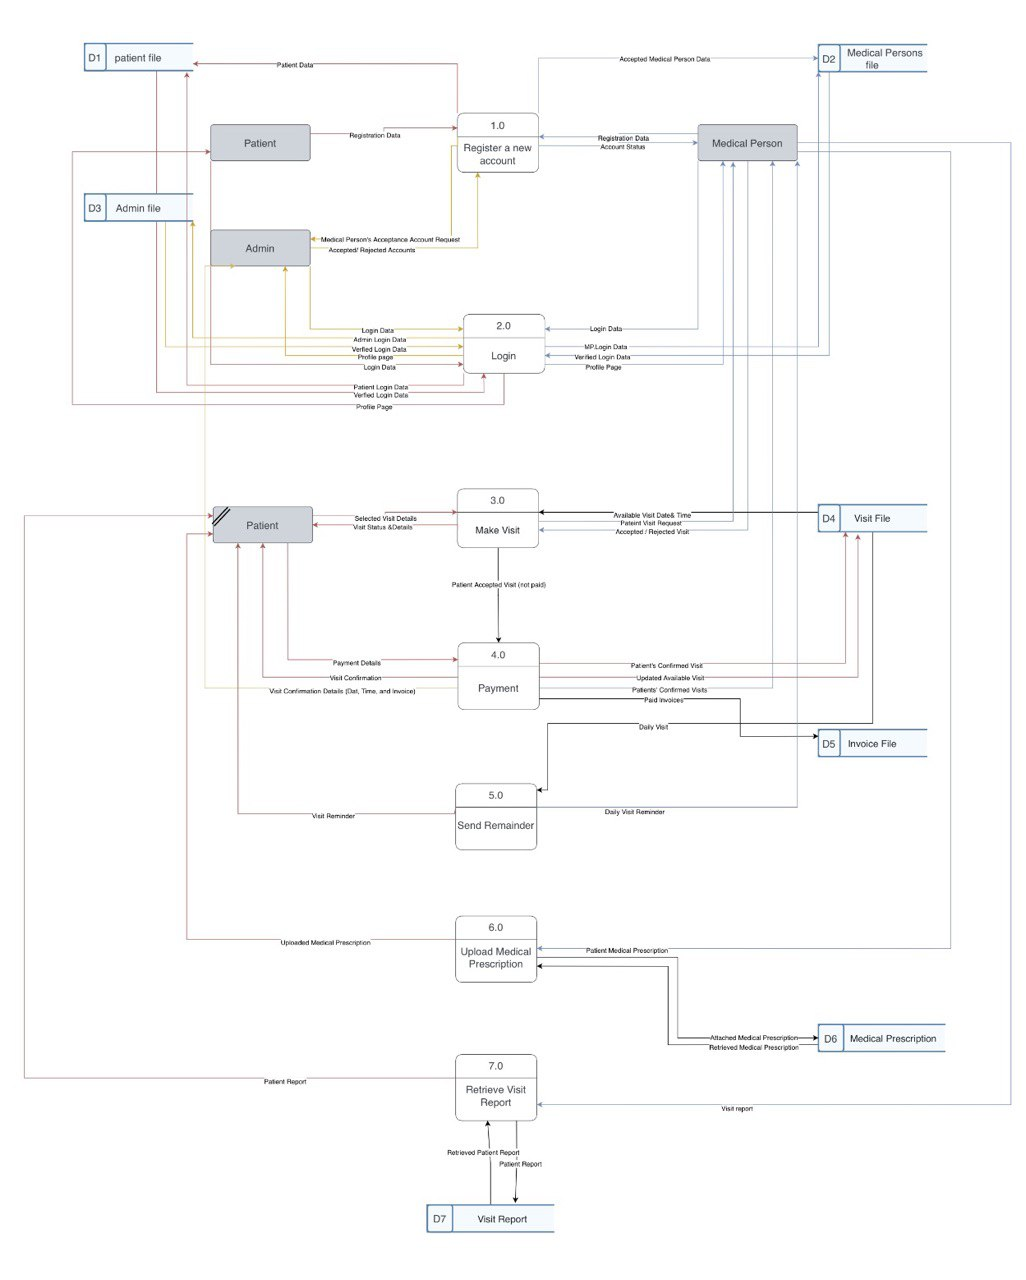 D1 patient file
D2 Medical Persons
file
Patient Data
Accepted Medical Person Data
1.0
Register a new
account
Patient
Registration Data
Registration Data
Account Status
Medical Person
D3 Admin file
Admin
Medical Person's Acceptance Account Request
Accepted/ Rejected Accounts
2.0
Login
Login Data
Admin Login Data
Verified Login Data
Profile page
Login Data
Patient Login Data
Verfied Login Data
Profile Page
Login Data
MP.Login Data
Verified Login Data
Profile Page
3.0
Make Visit
Patient
Selected Visit Details
Visit Status &Details
Available Visit Date& Time
Pateint Visit Request
Accepted / Rejected Visit
D4 Visit File
Patient Accepted Visit (not paid)
4.0
Payment
Payment Details
Visit Confirmation
Visit Confirmation Details (Dat, Time, and Invoice)
Patient's Confirmed Visit
Updated Available Visit
Patients' Confirmed Visits
Paid Invoices
Daily Visit
D5 Invoice File
5.0
Send Remainder
Visit Reminder
Daily Visit Reminder
6.0
Upload Medical
Prescription
Uploaded Medical Prescription
Patient Medical Prescription
Attached Medical Prescription
Retrieved Medical Prescription
D6 Medical Prescription
7.0
Retrieve Visit
Report
Patient Report
Visit report
Retrieved Patient Report
Patient Report
D7 Visit Report